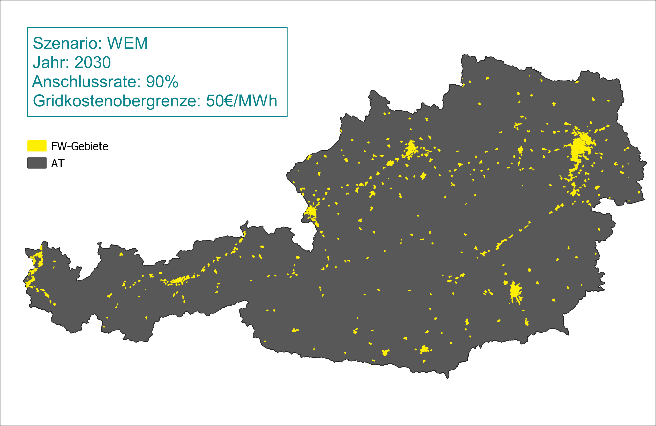 Szenario: WEM
Jahr: 2030
Anschlussrate: 90%
Gridkostenobergrenze: 50€/MWh
FW-Gebiete
AT